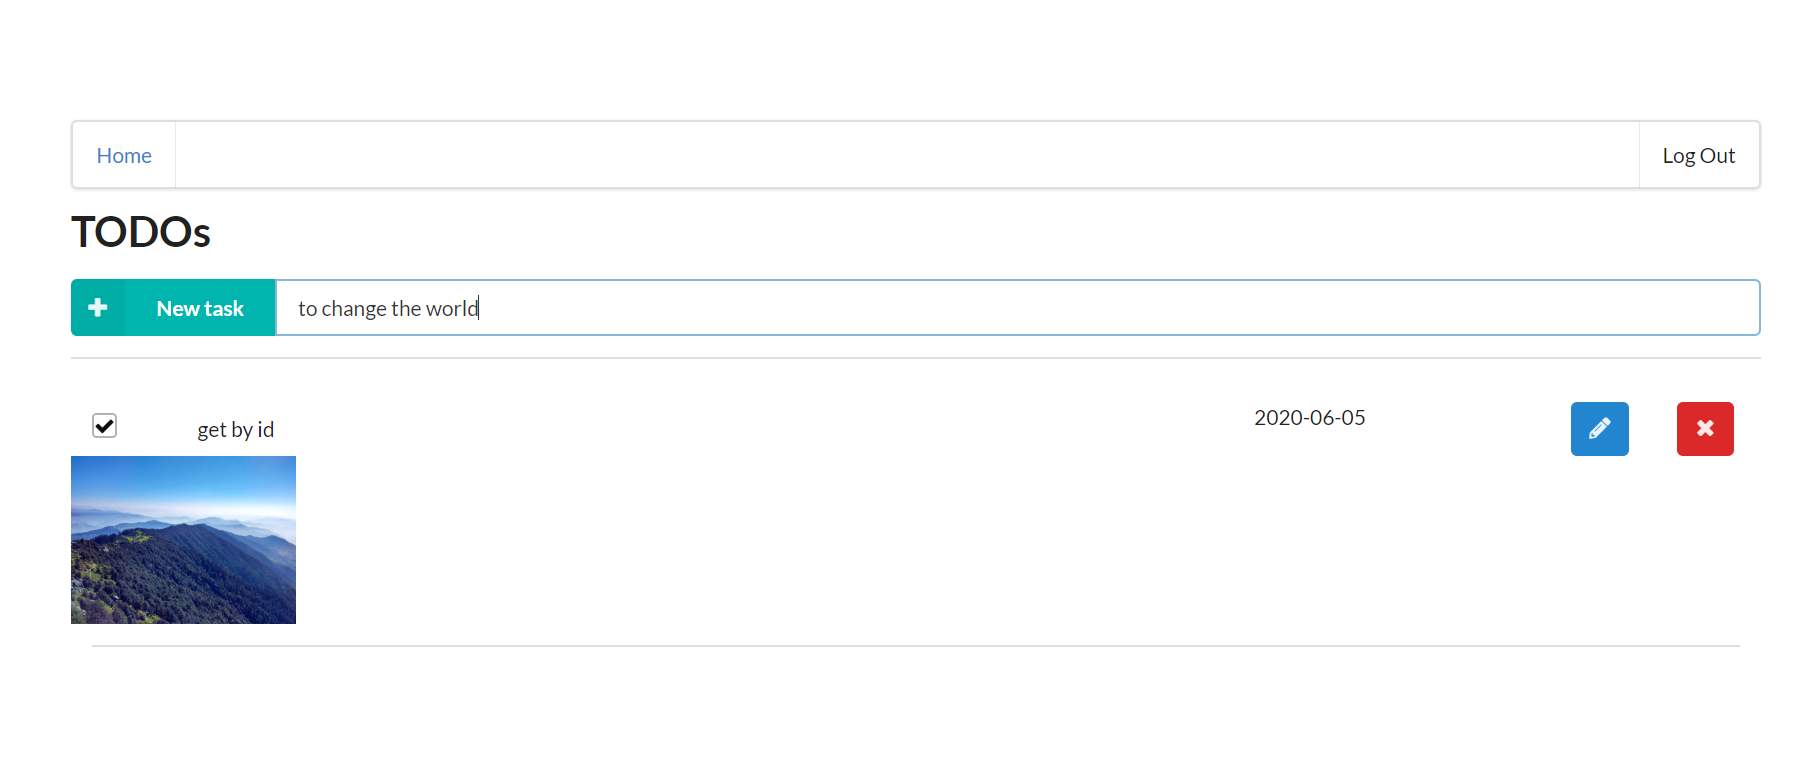 Home
Log Out
TODOs
New task
to change the world
get by id
2020-06-05